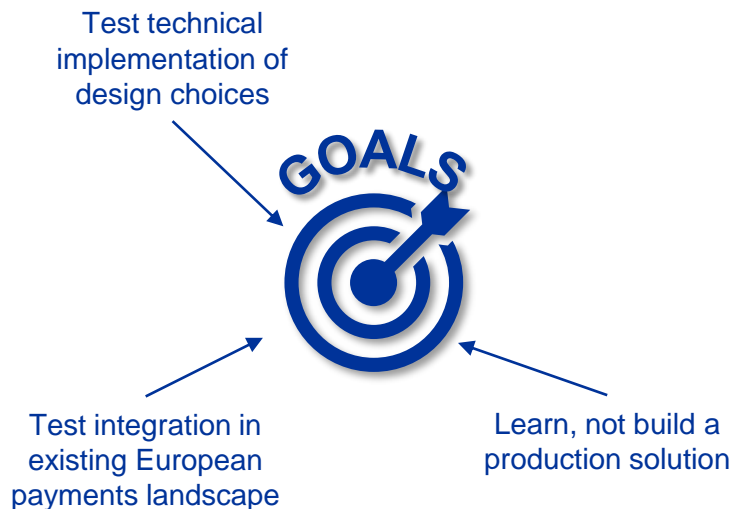 Test technical
implementation of
design choices
GOALS
Test integration in
existing European
payments landscape
Learn, not build a
production solution